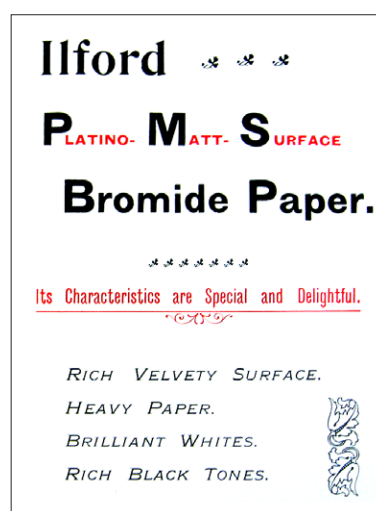 Ilford
PLATINO- MATT- SURFACE
Bromide Paper.
Its Characteristics are Special and Delightful.
RICH VELVETY SURFACE.
HEAVY PAPER.
BRILLIANT WHITES.
RICH BLACK TONES.